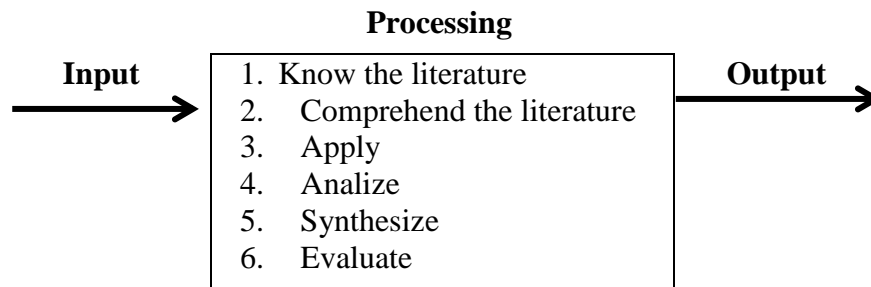 Processing
Input
1. Know the literature
2. Comprehend the literature
3. Apply
4. Analize
5. Synthesize
6. Evaluate
Output